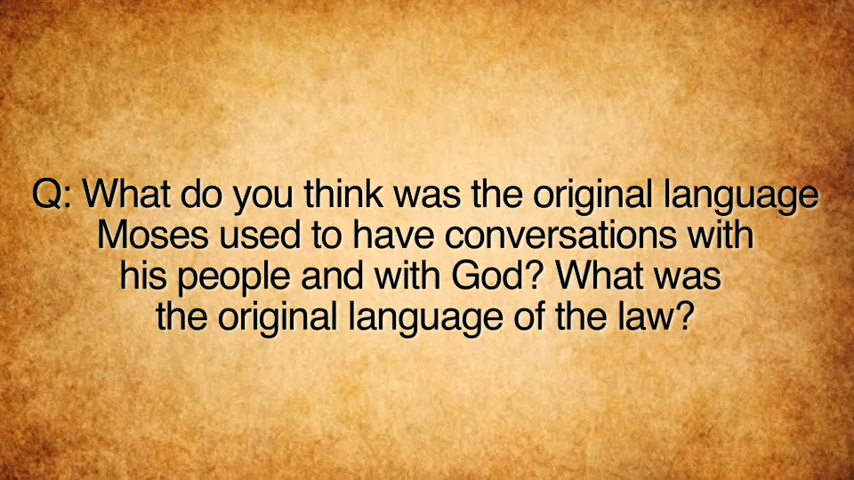 Q: What do you think was the original language
Moses used to have conversations with
his people and with God? What was
the original language of the law?